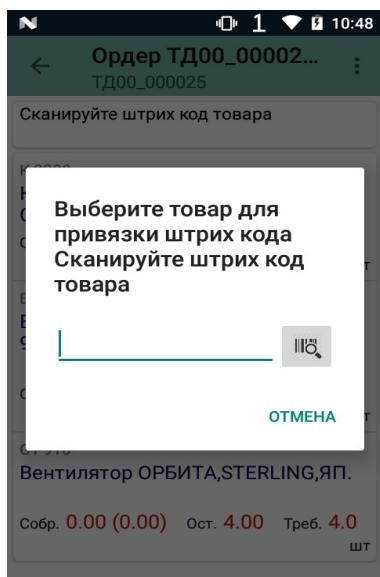 1 10:48
Ордер ТД00_00002...
ТД00_000025
Сканируйте штрих код товара
Выберите товар для
привязки штрих кода
Сканируйте штрих код
товара
ОТМЕНА
Вентилятор ОРБИТА,STERLING,ЯП.
Собр. 0.00 (0.00) Ост. 4.00 Треб. 4.0
шт